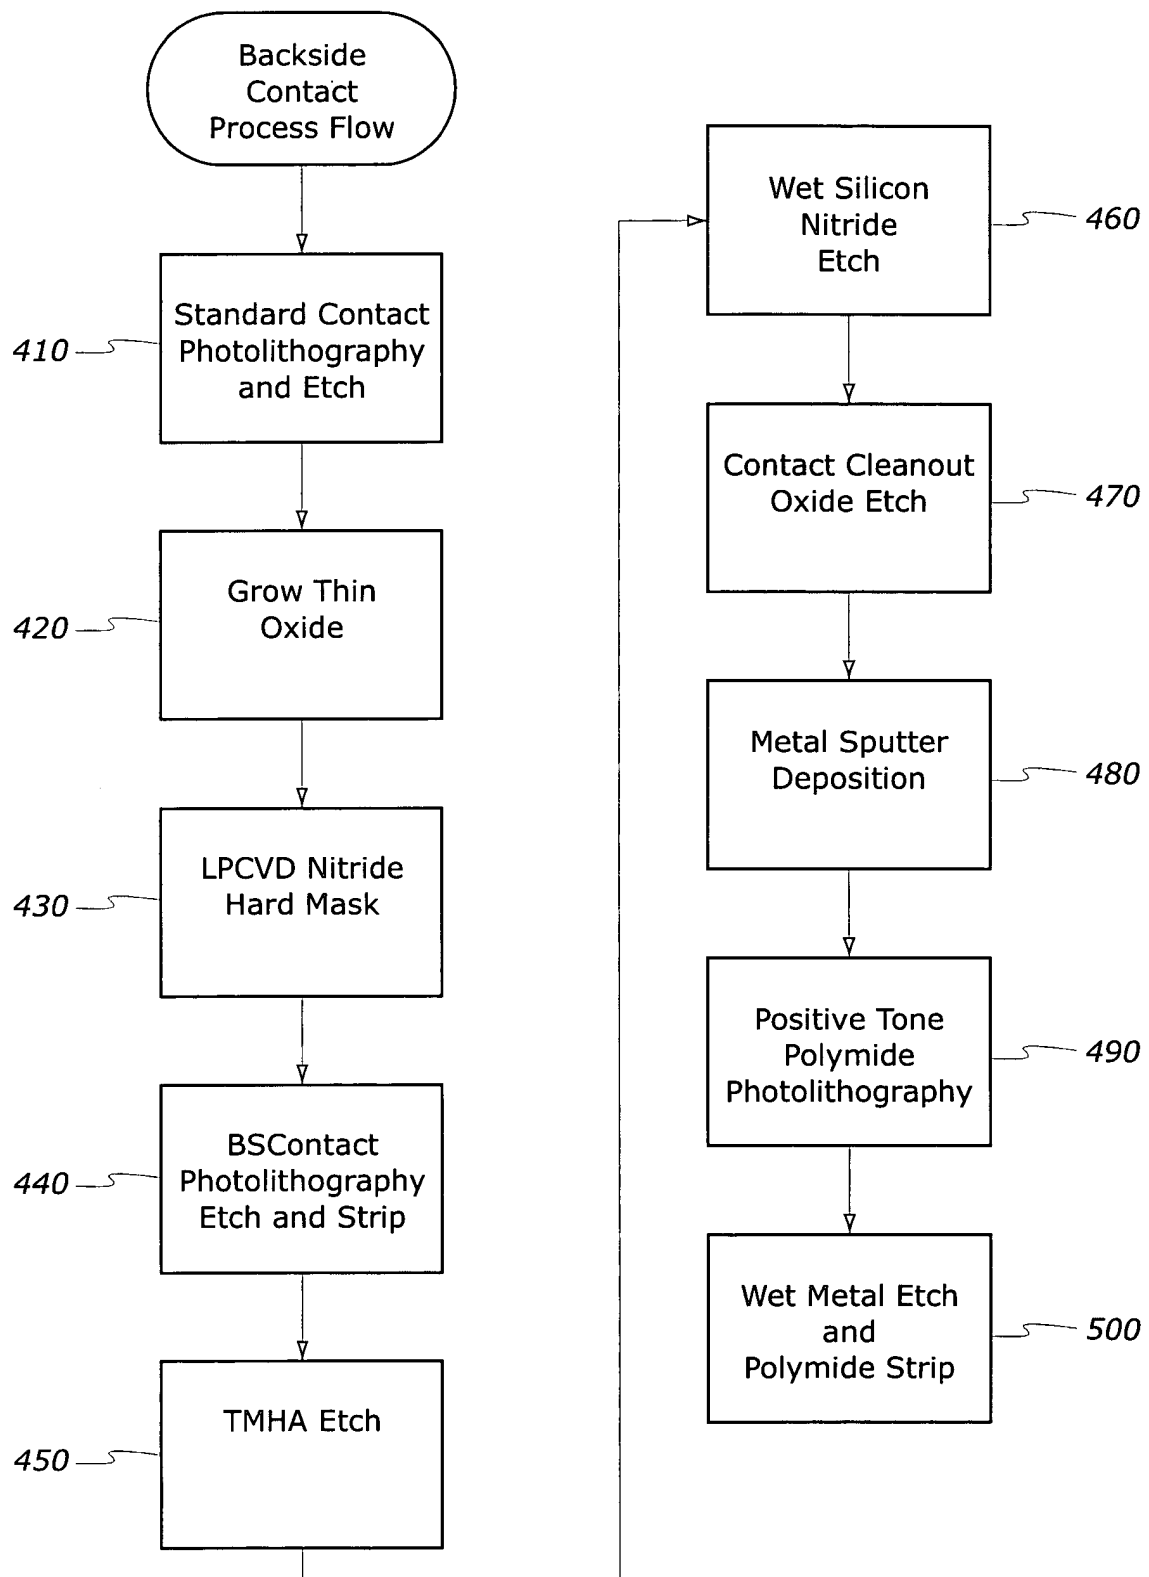 Backside
Contact
Process Flow
410
Standard Contact
Photolithography
and Etch
420
Grow Thin
Oxide
430
LPCVD Nitride
Hard Mask
440
BSContact
Photolithography
Etch and Strip
450
TMHA Etch
Wet Silicon
Nitride
Etch
460
Contact Cleanout
Oxide Etch
470
Metal Sputter
Deposition
480
Positive Tone
Polymide
Photolithography
490
Wet Metal Etch
and
Polymide Strip
500